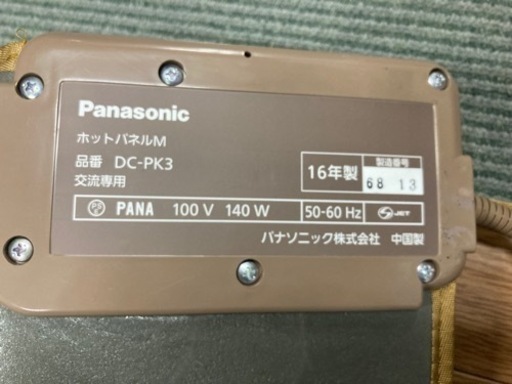 Panasonic
ホットパネルM
品番 DC-PK3
交流専用
16年製
製造番号
68 13
PS E PANA 100 V 140 W
50-60 Hz
S JET
パナソニック株式会社 中国製